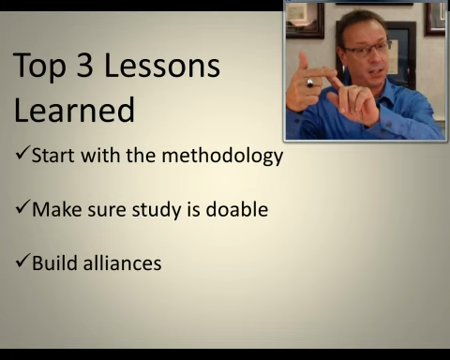 Top 3 Lessons
Learned
✓Start with the methodology
✓Make sure study is doable
✓Build alliances